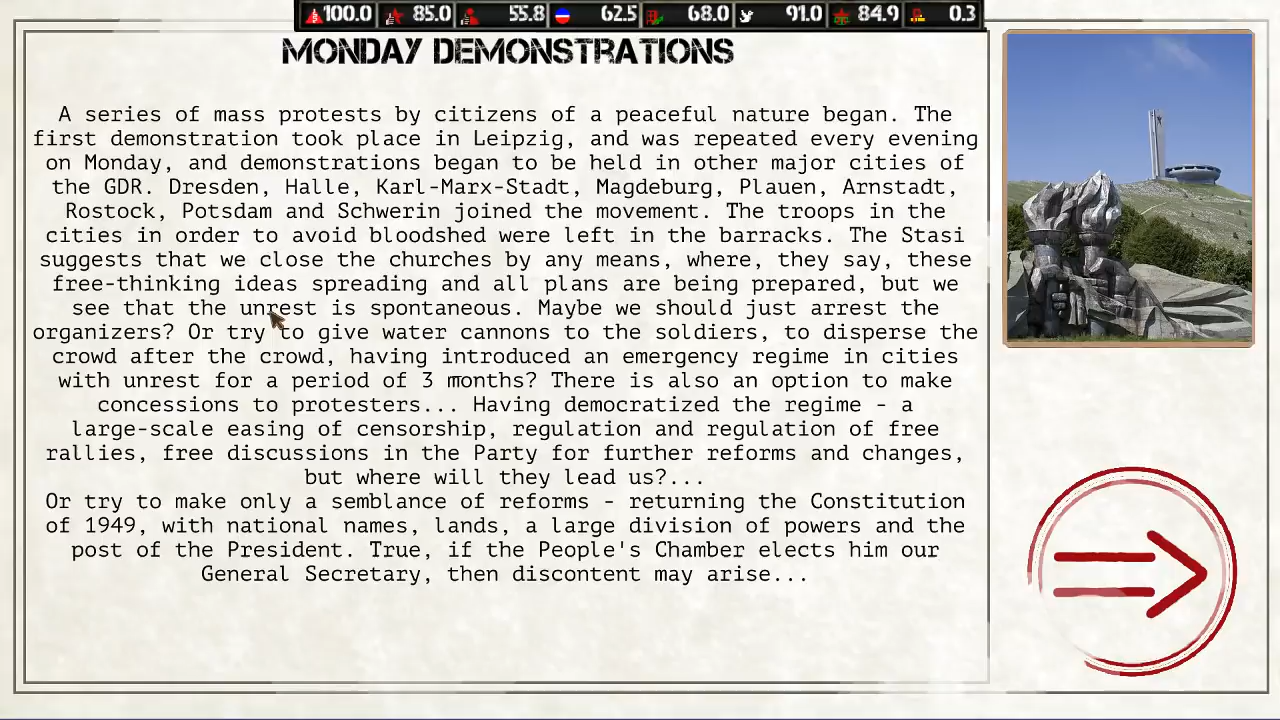 100.0 85.0 55.8 62.5 68.0 91.0 84.9 0.3
MONDAY DEMONSTRATIONS
A series of mass protests by citizens of a peaceful nature began. The
first demonstration took place in Leipzig, and was repeated every evening
on Monday, and demonstrations began to be held in other major cities of
the GDR. Dresden, Halle, Karl-Marx-Stadt, Magdeburg, Plauen, Arnstadt,
Rostock, Potsdam and Schwerin joined the movement. The troops in the
cities in order to avoid bloodshed were left in the barracks. The Stasi
suggests that we close the churches by any means, where, they say, these
free-thinking ideas spreading and all plans are being prepared, but we
see that the unrest is spontaneous. Maybe we should just arrest the
organizers? Or try to give water cannons to the soldiers, to disperse the
crowd after the crowd, having introduced an emergency regime in cities
with unrest for a period of 3 months? There is also an option to make
concessions to protesters... Having democratized the regime - a
large-scale easing of censorship, regulation and regulation of free
rallies, free discussions in the Party for further reforms and changes,
but where will they lead us?...
Or try to make only a semblance of reforms - returning the Constitution
of 1949, with national names, lands, a large division of powers and the
post of the President. True, if the People's Chamber elects him our
General Secretary, then discontent may arise...